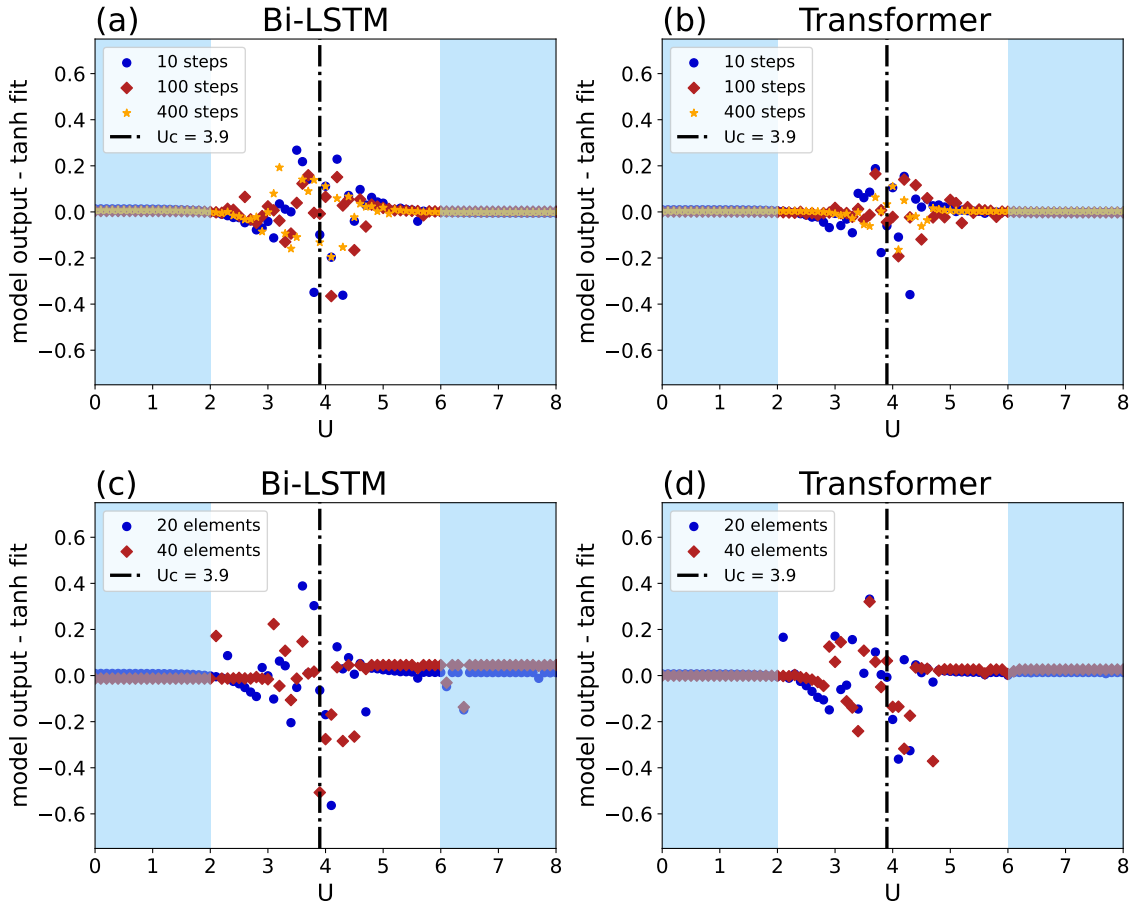 (a) Bi-LSTM
model output - tanh fit
0.6
0.4
0.2
0.0
−0.2
−0.4
−0.6
10 steps
100 steps
400 steps
Uc = 3.9
0 1 2 3 4 5 6 7 8
U
(b) Transformer
model output - tanh fit
0.6
0.4
0.2
0.0
−0.2
−0.4
−0.6
10 steps
100 steps
400 steps
Uc = 3.9
0 1 2 3 4 5 6 7 8
U
(c) Bi-LSTM
model output - tanh fit
0.6
0.4
0.2
0.0
−0.2
−0.4
−0.6
20 elements
40 elements
Uc = 3.9
0 1 2 3 4 5 6 7 8
U
(d) Transformer
model output - tanh fit
0.6
0.4
0.2
0.0
−0.2
−0.4
−0.6
20 elements
40 elements
Uc = 3.9
0 1 2 3 4 5 6 7 8
U